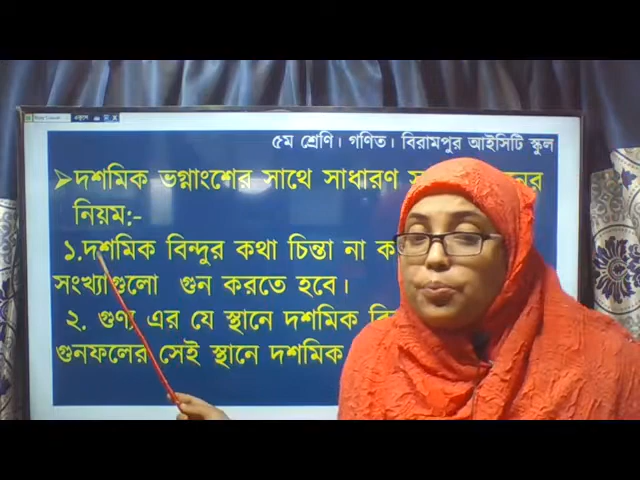 ৫ম শ্রেণি। গণিত। বিরামপুর আইসিটি স্কুল
➢দশমিক ভগ্নাংশের সাথে সাধারণ
নিয়ম:-
১.দশমিক বিন্দুর কথা চিন্তা না
সংখ্যাগুলো গুন করতে হবে।
২. গুণ্য এর যে স্থানে দশমিক
গুনফলের সেই স্থানে দশমিক